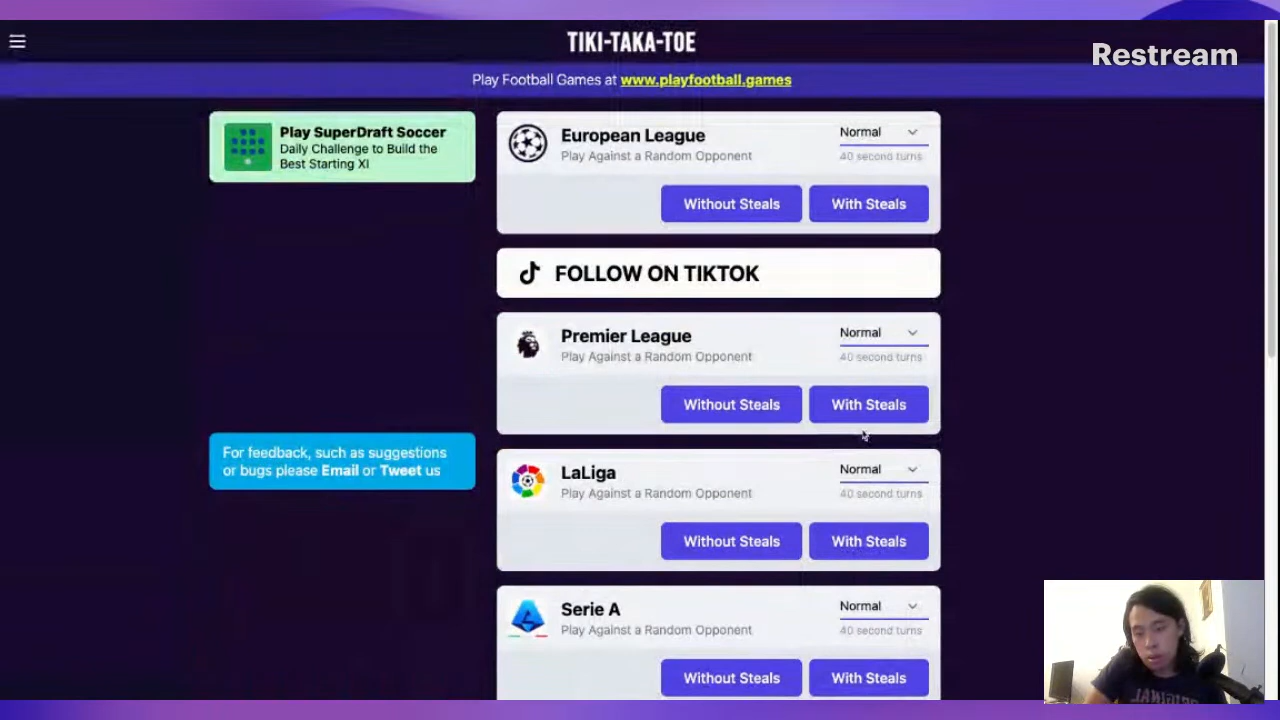 TIKI-TAKA-TOE
Restream
Play Football Games at www.playfootball.games
Play SuperDraft Soccer
Daily Challenge to Build the
Best Starting XI
European League
Play Against a Random Opponent
Normal
40 second turns
Without Steals
With Steals
FOLLOW ON TIKTOK
Premier League
Play Against a Random Opponent
Normal
40 second turns
Without Steals
With Steals
For feedback, such as suggestions
or bugs please Email or Tweet us
LaLiga
Play Against a Random Opponent
Normal
40 second turns
Without Steals
With Steals
Serie A
Play Against a Random Opponent
Normal
40 second turns
Without Steals
With Steals
ORIGINAL